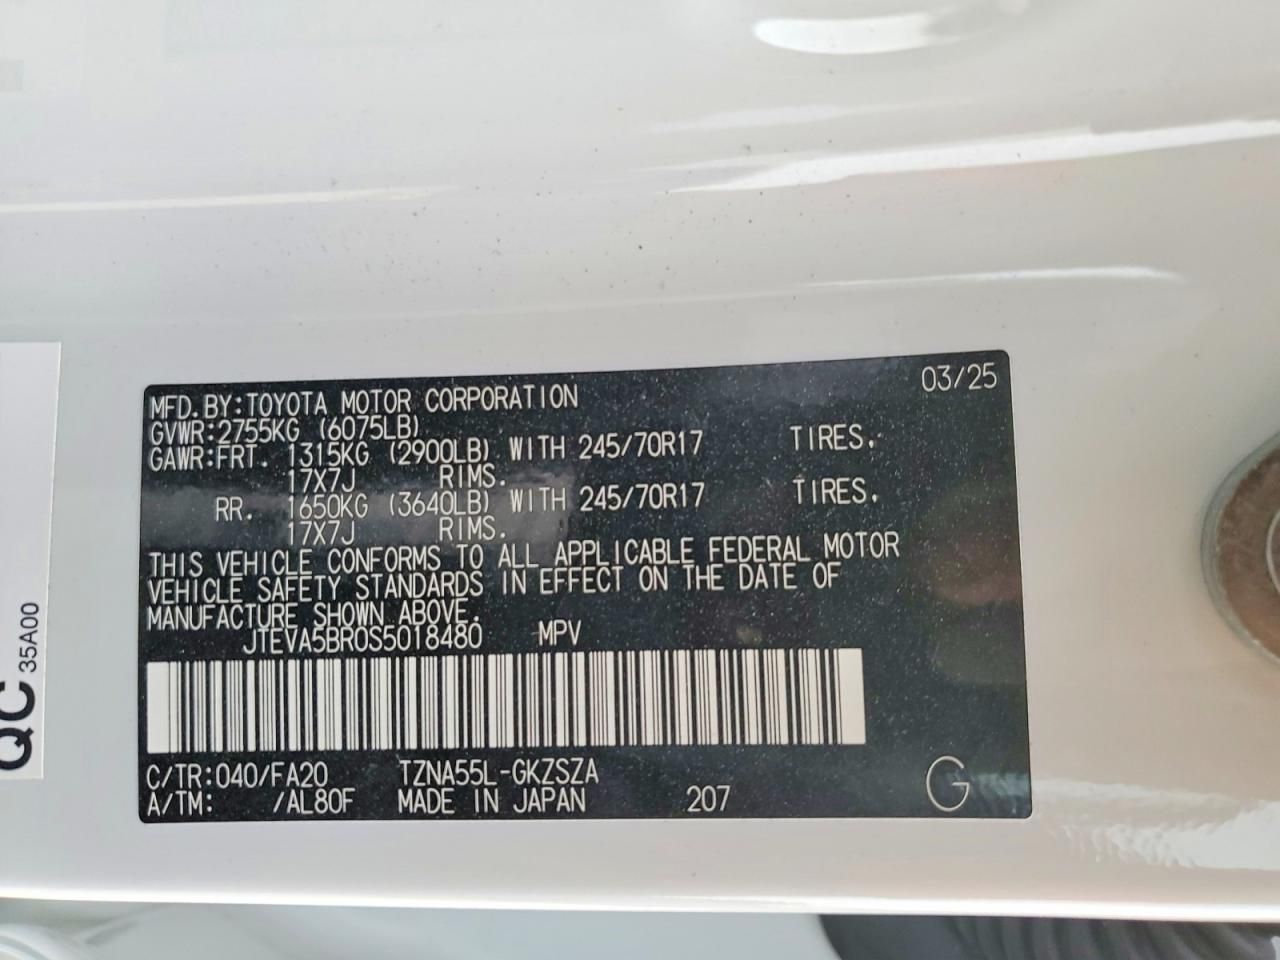 03/25
MFD.BY:TOYOTA MOTOR CORPORATION
GVWR:2755KG (6075LB)
GAWR:FRT. 1315KG (2900LB) WITH 245/70R17 TIRES.
17X7J RIMS.
RR. 1650KG (3640LB) WITH 245/70R17 TIRES.
17X7J RIMS.
THIS VEHICLE CONFORMS TO ALL APPLICABLE FEDERAL MOTOR
VEHICLE SAFETY STANDARDS IN EFFECT ON THE DATE OF
MANUFACTURE SHOWN ABOVE.
JTEVA5BR0S5018480 MPV
C/TR:040/FA20 TZNA55L-GKZSZA
A/TM: /AL80F MADE IN JAPAN 207 G
QC 35A00